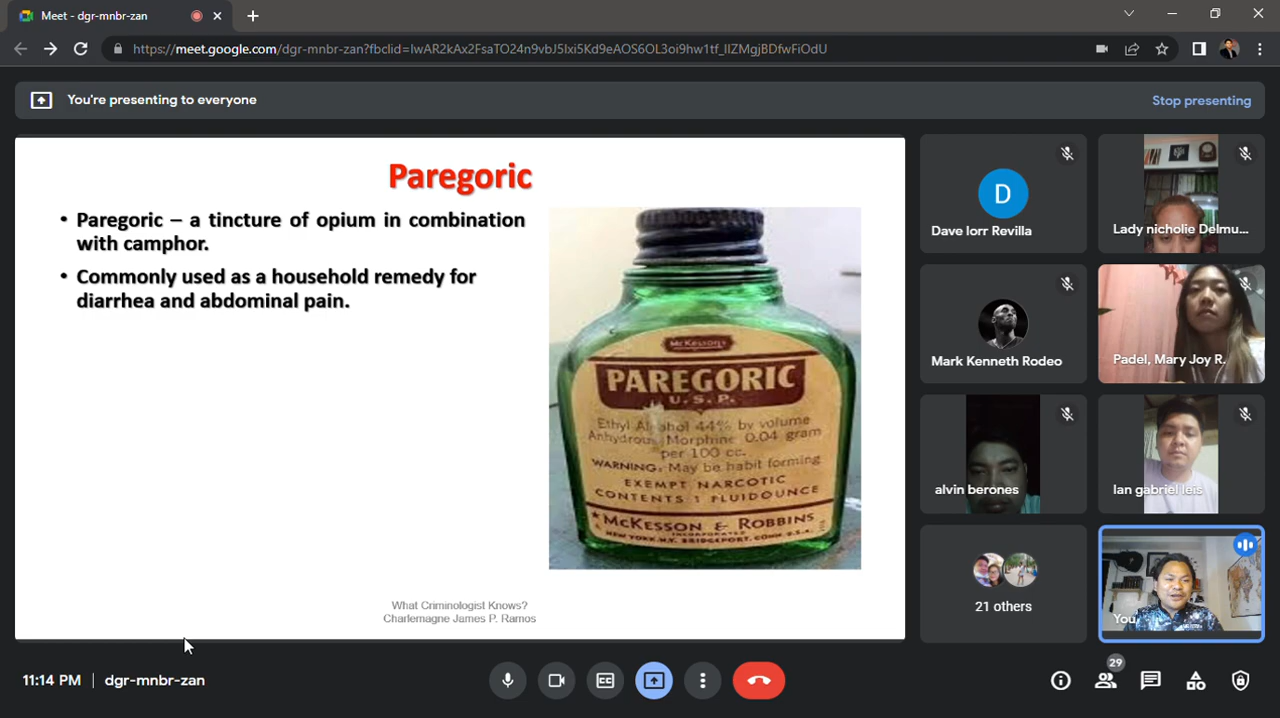 Meet - dgr-mnbr-zan
https://meet.google.com/dgr-mnbr-zan?fbclid=
You're presenting to everyone
Stop presenting
Paregoric
• Paregoric – a tincture of opium in combination
with camphor.
• Commonly used as a household remedy for
diarrhea and abdominal pain.
McKesson's
PAREGORIC
U.S.P.
Ethyl Alcohol 44% by volume
Anhydrous Morphine 0.04 gram
per 100 cc.
WARNING: May be habit forming
EXEMPT NARCOTIC
CONTENTS 1 FLUIDOUNCE
McKESSON & ROBBINS
INCORPORATED
NEW YORK, N.Y. BRIDGEPORT, CONN. U.S.A.
What Criminologist Knows?
Charlemagne James P. Ramos
D
Dave lorr Revilla
Lady nicholie Delmu...
Mark Kenneth Rodeo
Padel, Mary Joy R.
alvin berones
Ian gabriel leis
21 others
You
11:14 PM | dgr-mnbr-zan
29